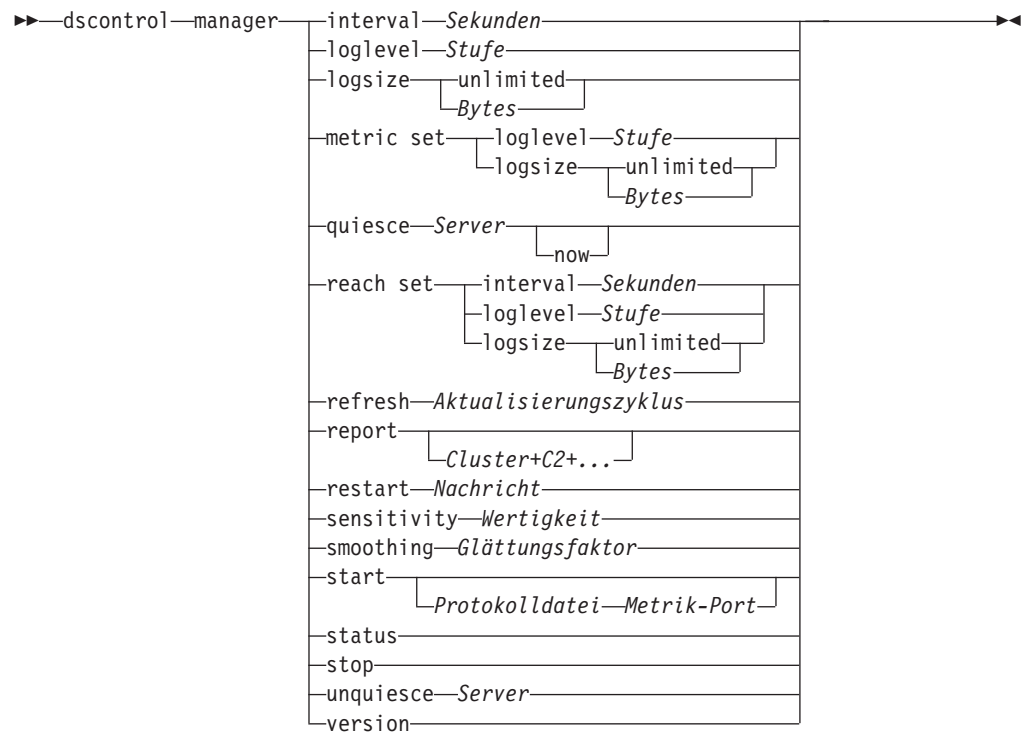 dscontrol manager interval Sekunden
loglevel Stufe
logsize unlimited
Bytes
metric set loglevel Stufe
logsize unlimited
Bytes
quiesce Server
now
reach set interval Sekunden
loglevel Stufe
logsize unlimited
Bytes
refresh Aktualisierungszyklus
report
Cluster+C2+...
restart Nachricht
sensitivity Wertigkeit
smoothing Glättungsfaktor
start
Protokolldatei Metrik-Port
status
stop
unquiesce Server
version